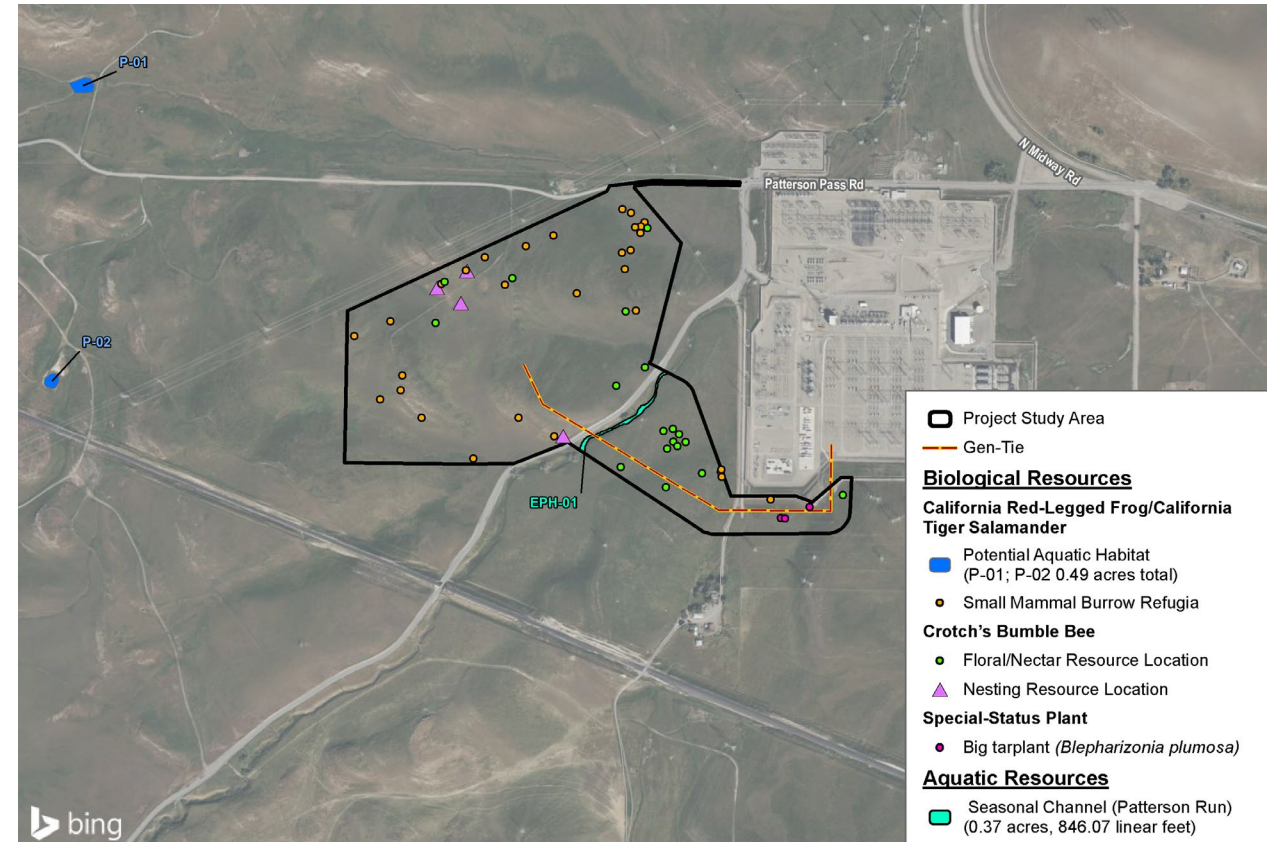 P-01
N Midway Rd
Patterson Pass Rd
P-02
EPH-01
Project Study Area
Gen-Tie
Biological Resources
California Red-Legged Frog/California
Tiger Salamander
Potential Aquatic Habitat
(P-01; P-02 0.49 acres total)
Small Mammal Burrow Refugia
Crotch's Bumble Bee
Floral/Nectar Resource Location
Nesting Resource Location
Special-Status Plant
Big tarplant (Blepharizonia plumosa)
Aquatic Resources
Seasonal Channel (Patterson Run)
(0.37 acres, 846.07 linear feet)
bing